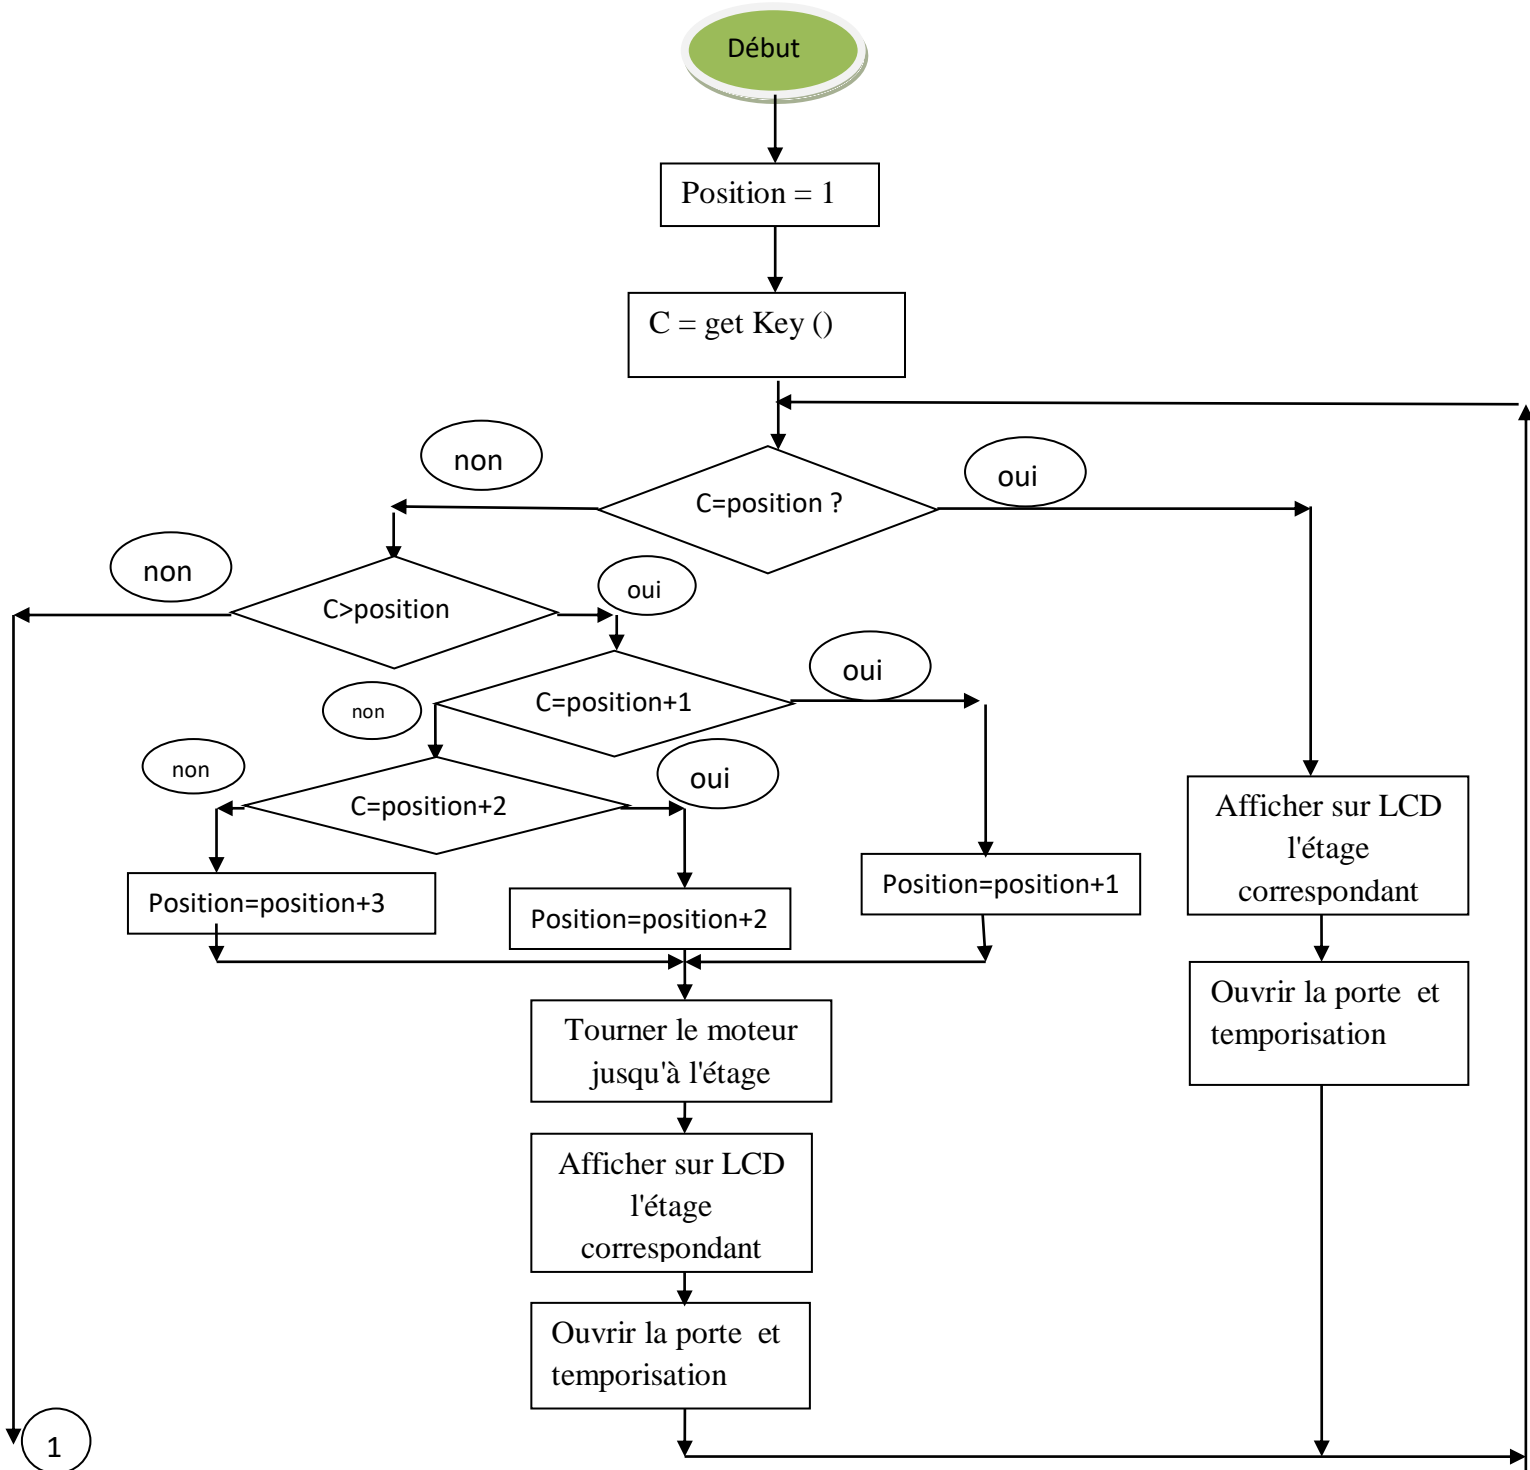 Début
Position = 1
C = get Key ()
non
oui
C=position ?
non
oui
C>position
oui
non
C=position+1
non
oui
C=position+2
Afficher sur LCD
l'étage
correspondant
Position=position+3
Position=position+2
Position=position+1
Ouvrir la porte et
temporisation
Tourner le moteur
jusqu'à l'étage
Afficher sur LCD
l'étage
correspondant
Ouvrir la porte et
temporisation
1